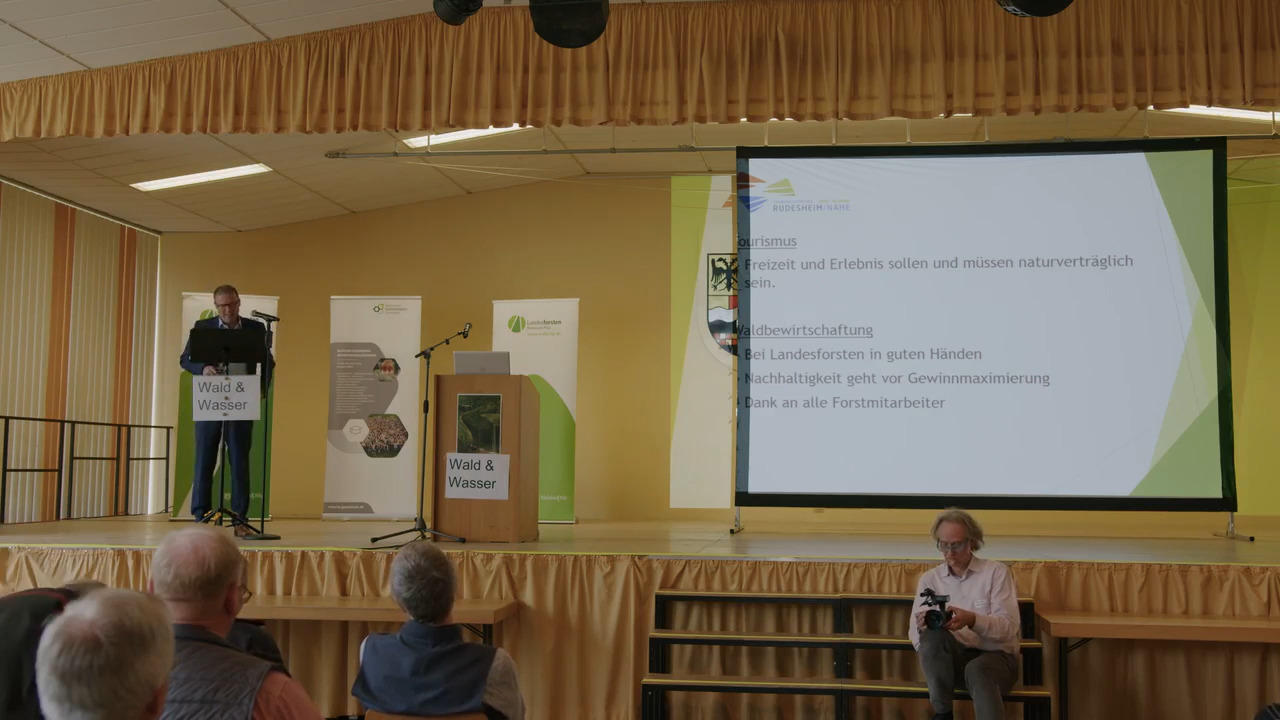 RÜDESHEIM/NAHE
ourismus
Freizeit und Erlebnis sollen und müssen naturverträglich
sein.
Waldbewirtschaftung
Bei Landesforsten in guten Händen
Nachhaltigkeit geht vor Gewinnmaximierung
Dank an alle Forstmitarbeiter
Landesforsten
Wald &
Wasser
Wald &
Wasser